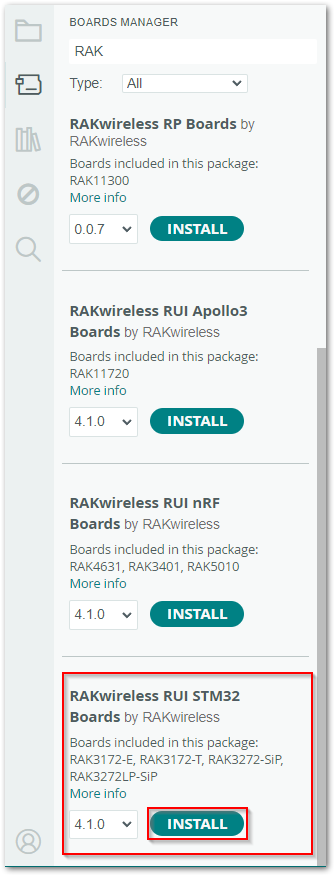 BOARDS MANAGER
RAK
Type: All
RAKwireless RP Boards by
RAKwireless
Boards included in this package:
RAK11300
More info
0.0.7 INSTALL
RAKwireless RUI Apollo3
Boards by RAKwireless
Boards included in this package:
RAK11720
More info
4.1.0 INSTALL
RAKwireless RUI nRF
Boards by RAKwireless
Boards included in this package:
RAK4631, RAK3401, RAK5010
More info
4.1.0 INSTALL
RAKwireless RUI STM32
Boards by RAKwireless
Boards included in this package:
RAK3172-E, RAK3172-T, RAK3272-SiP,
RAK3272LP-SiP
More info
4.1.0 INSTALL